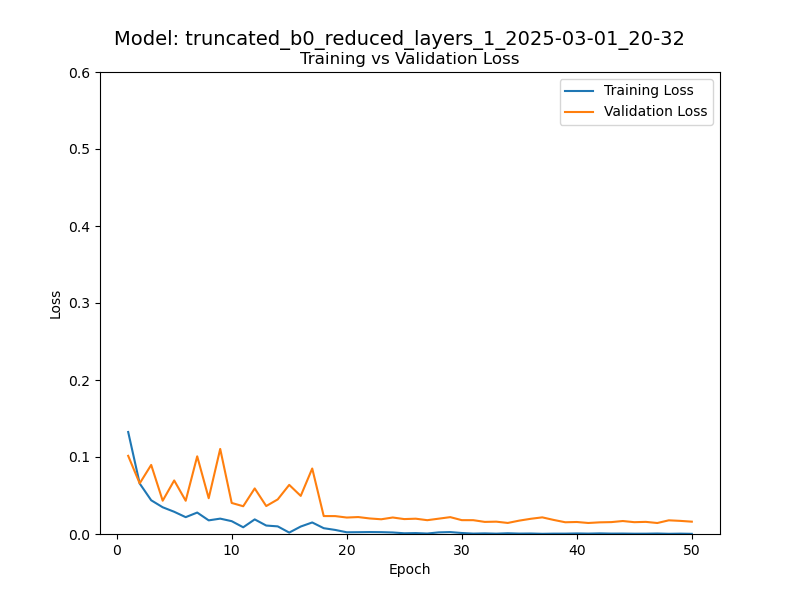 Model: truncated_b0_reduced_layers_1_2025-03-01_20-32
Training vs Validation Loss
Training Loss
Validation Loss
0.6
0.5
0.4
0.3
0.2
0.1
0.0
Loss
0 10 20 30 40 50
Epoch